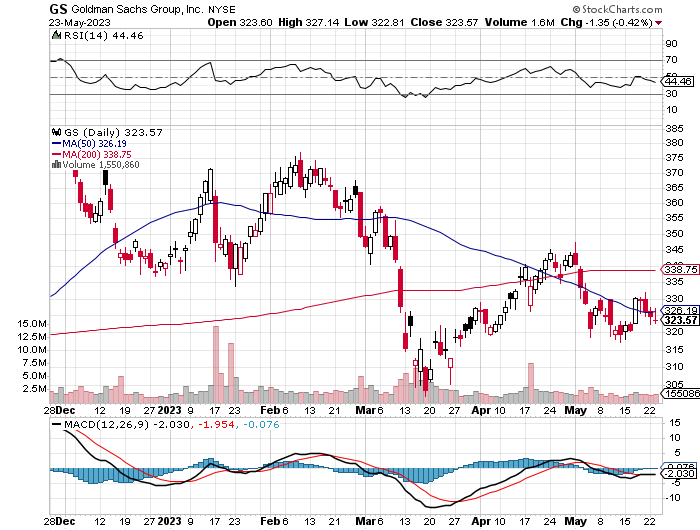 GS Goldman Sachs Group, Inc. NYSE © StockCharts.com
23-May-2023 Open 323.60 High 327.14 Low 322.81 Close 323.57 Volume 1.6M Chg -1.35 (-0.42%)
RSI(14) 44.46
90
70
50
44.46
30
10
GS (Daily) 323.57
MA(50) 326.19
MA(200) 338.75
Volume 1,550,860
385
380
375
370
365
360
355
350
345
340
338.75
335
330
326.19
323.57
320
315
310
305
15.0M
12.5M
10.0M
7.5M
5.0M
2.5M
155086
28 Dec 12 19 27 2023 9 17 23 Feb 6 13 21 Mar 6 13 20 27 Apr 10 17 24 May 8 15 22
MACD(12,26,9) -2.030, -1.954, -0.076
15
10
5
-0.076
-2.030
-5
-10
28 Dec 12 19 27 2023 9 17 23 Feb 6 13 21 Mar 6 13 20 27 Apr 10 17 24 May 8 15 22